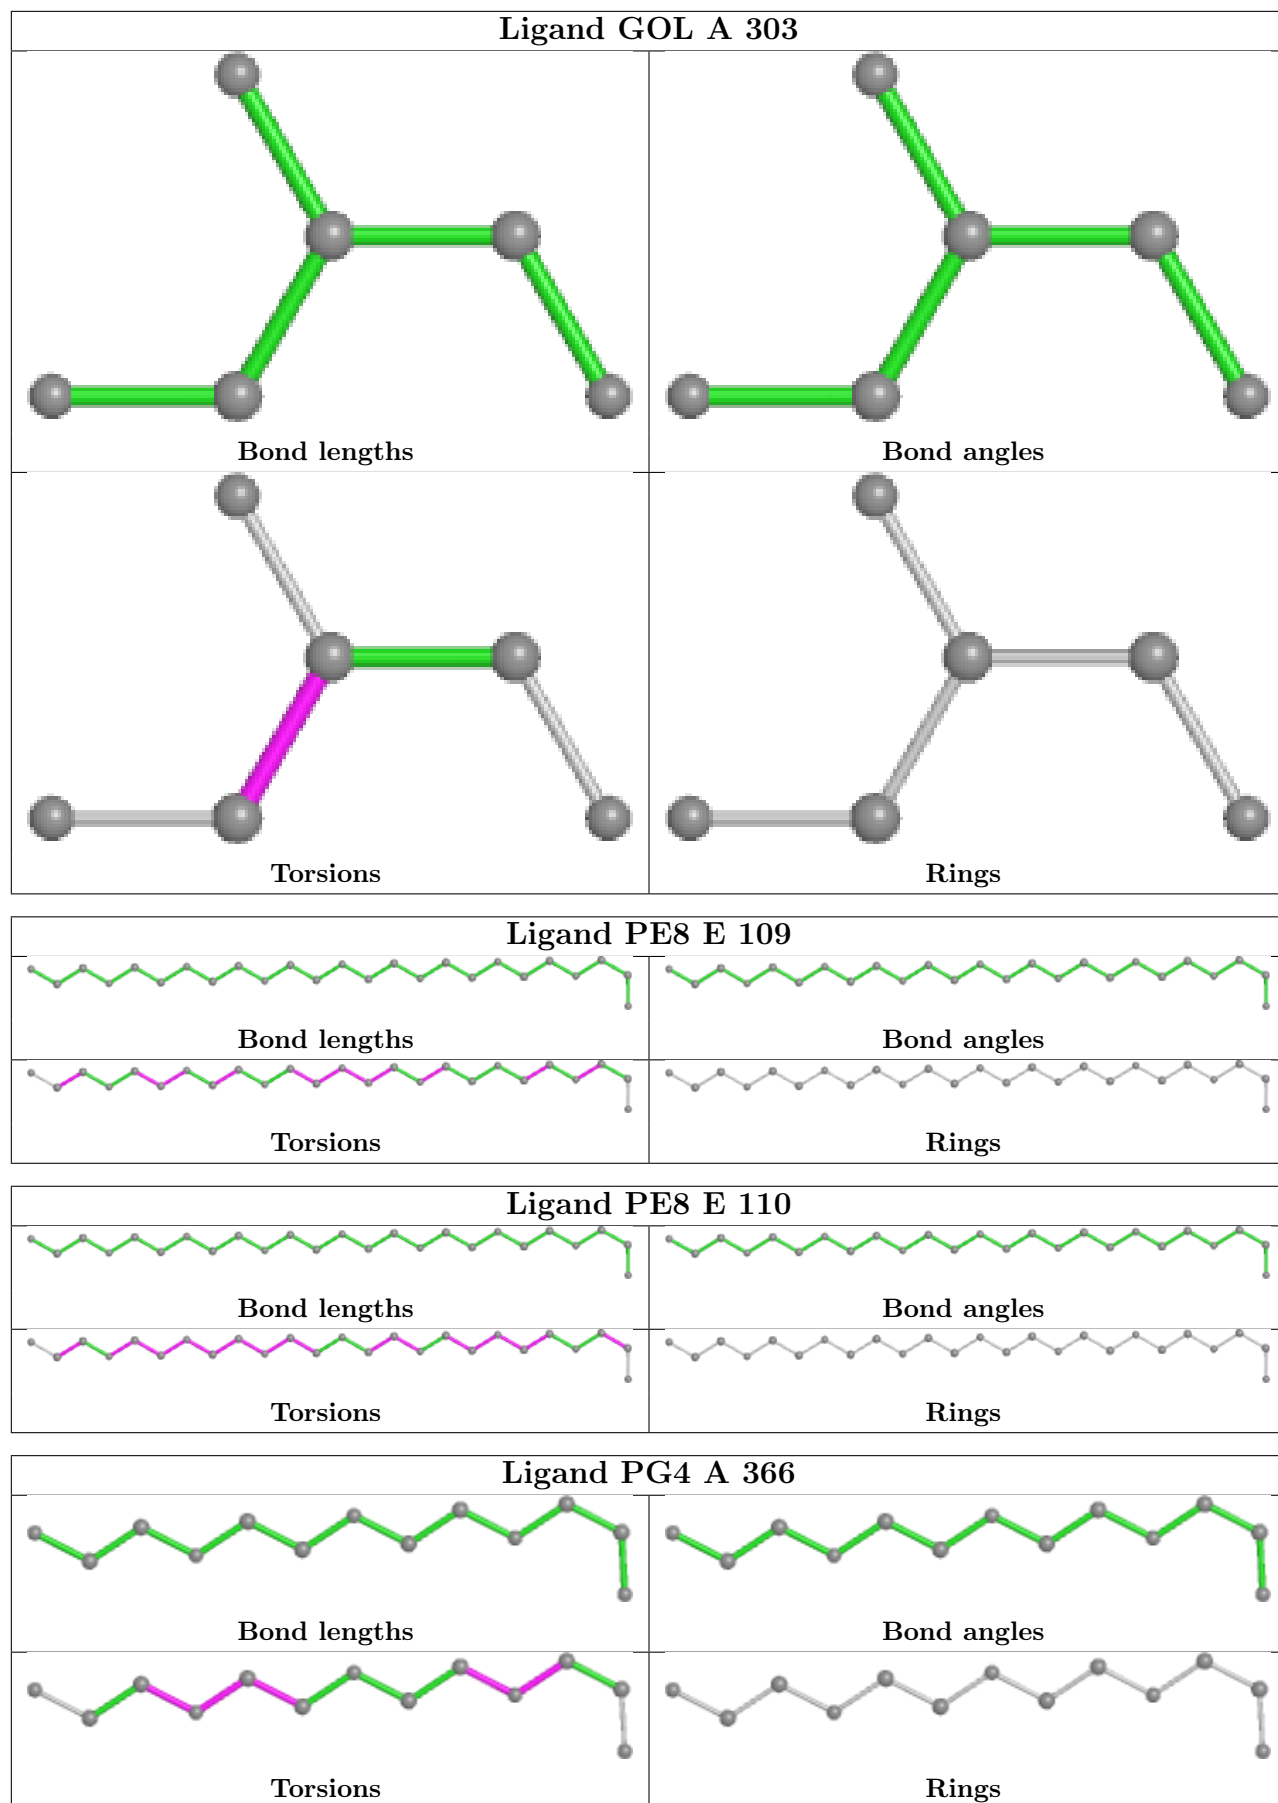 Ligand GOL A 303
Bond lengths
Bond angles
Torsions
Rings
Ligand PE8 E 109
Bond lengths
Bond angles
Torsions
Rings
Ligand PE8 E 110
Bond lengths
Bond angles
Torsions
Rings
Ligand PG4 A 366
Bond lengths
Bond angles
Torsions
Rings